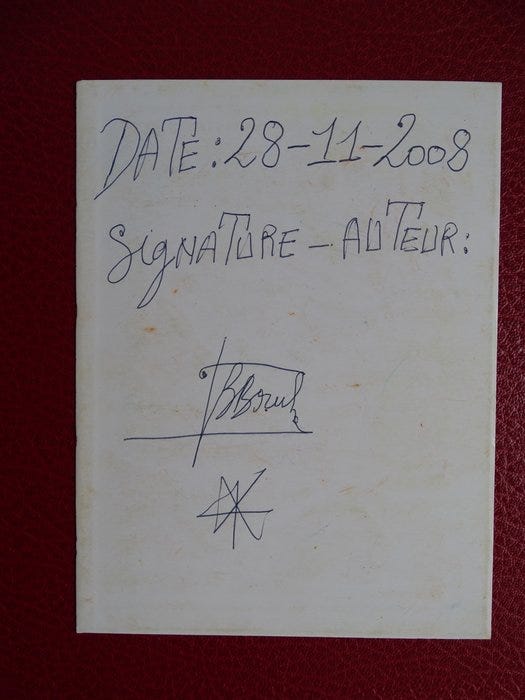 DATE: 28-11-2008
SIGNATURE - AUTEUR: